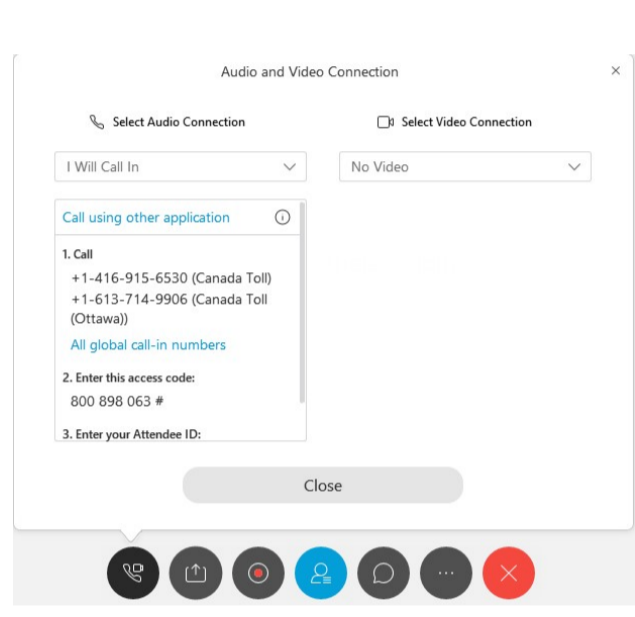 Audio and Video Connection
Select Audio Connection
Select Video Connection
I Will Call In
No Video
Call using other application
1. Call
+1-416-915-6530 (Canada Toll)
+1-613-714-9906 (Canada Toll
(Ottawa))
All global call-in numbers
2. Enter this access code:
800 898 063 #
3. Enter your Attendee ID:
Close